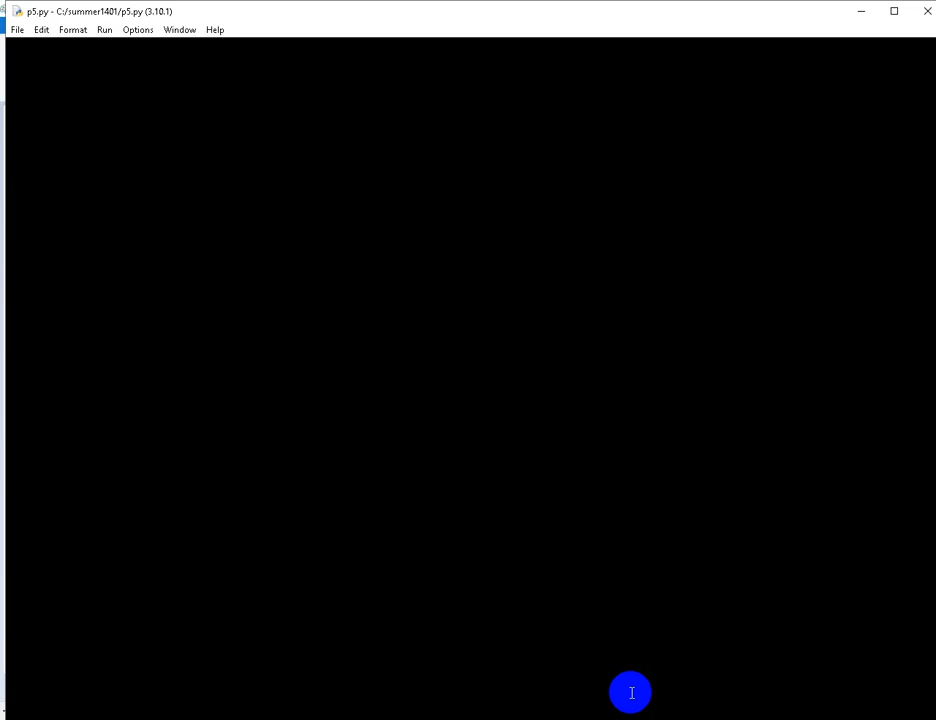 p5.py - C:/summer1401/p5.py (3.10.1)
File Edit Format Run Options Window Help